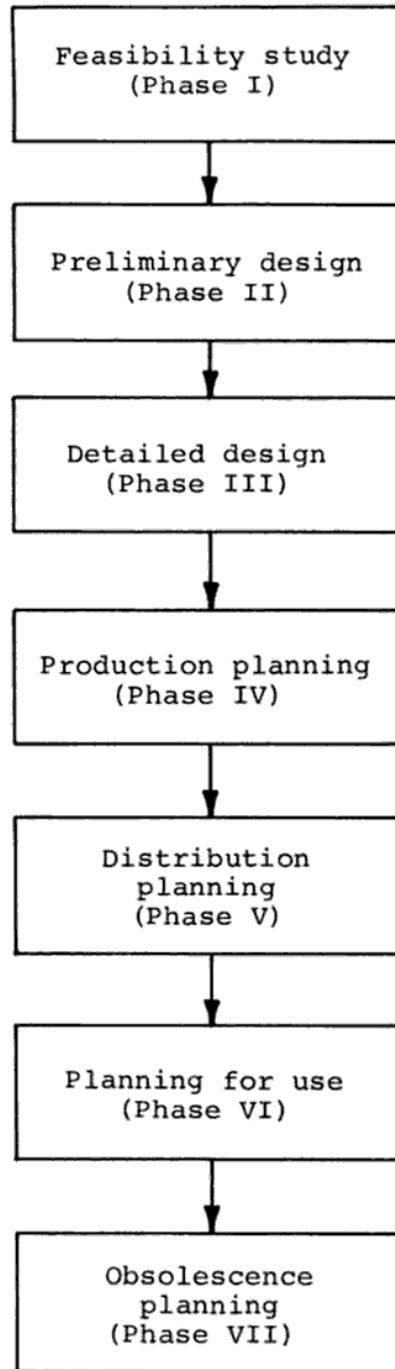 Feasibility study
(Phase I)
Preliminary design
(Phase II)
Detailed design
(Phase III)
Production planning
(Phase IV)
Distribution
planning
(Phase V)
Planning for use
(Phase VI)
Obsolescence
planning
(Phase VII)